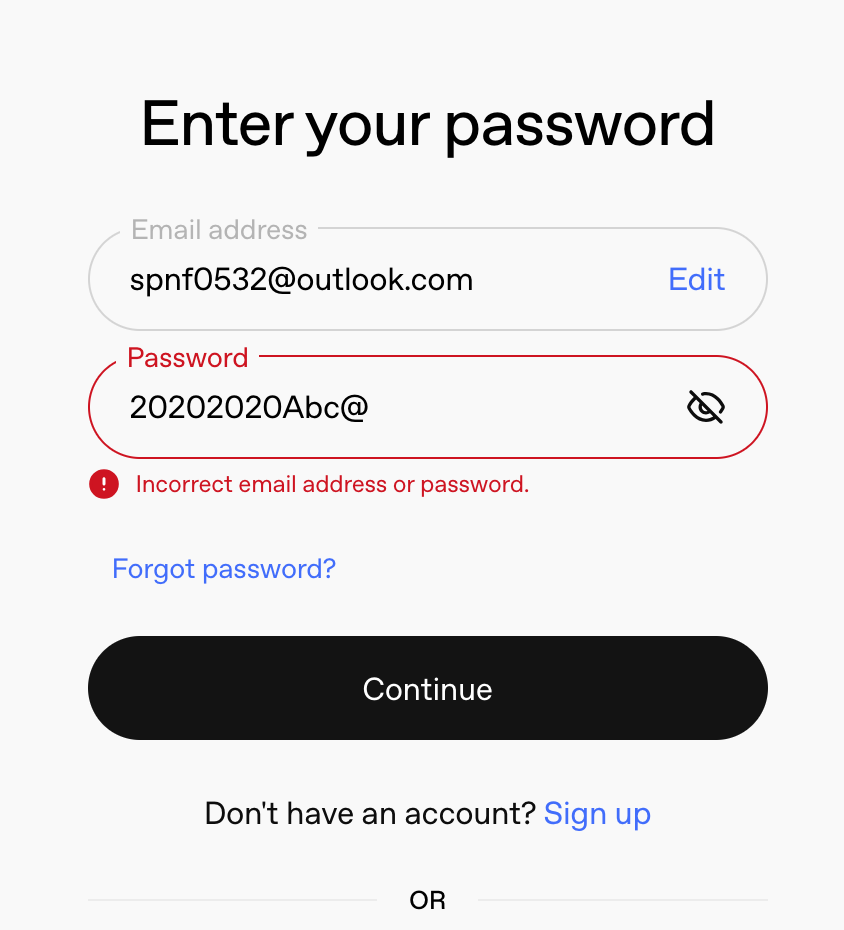 Enter your password
Email address
spnf0532@outlook.com
Edit
Password
20202020Abc@
Incorrect email address or password.
Forgot password?
Continue
Don't have an account? Sign up
OR